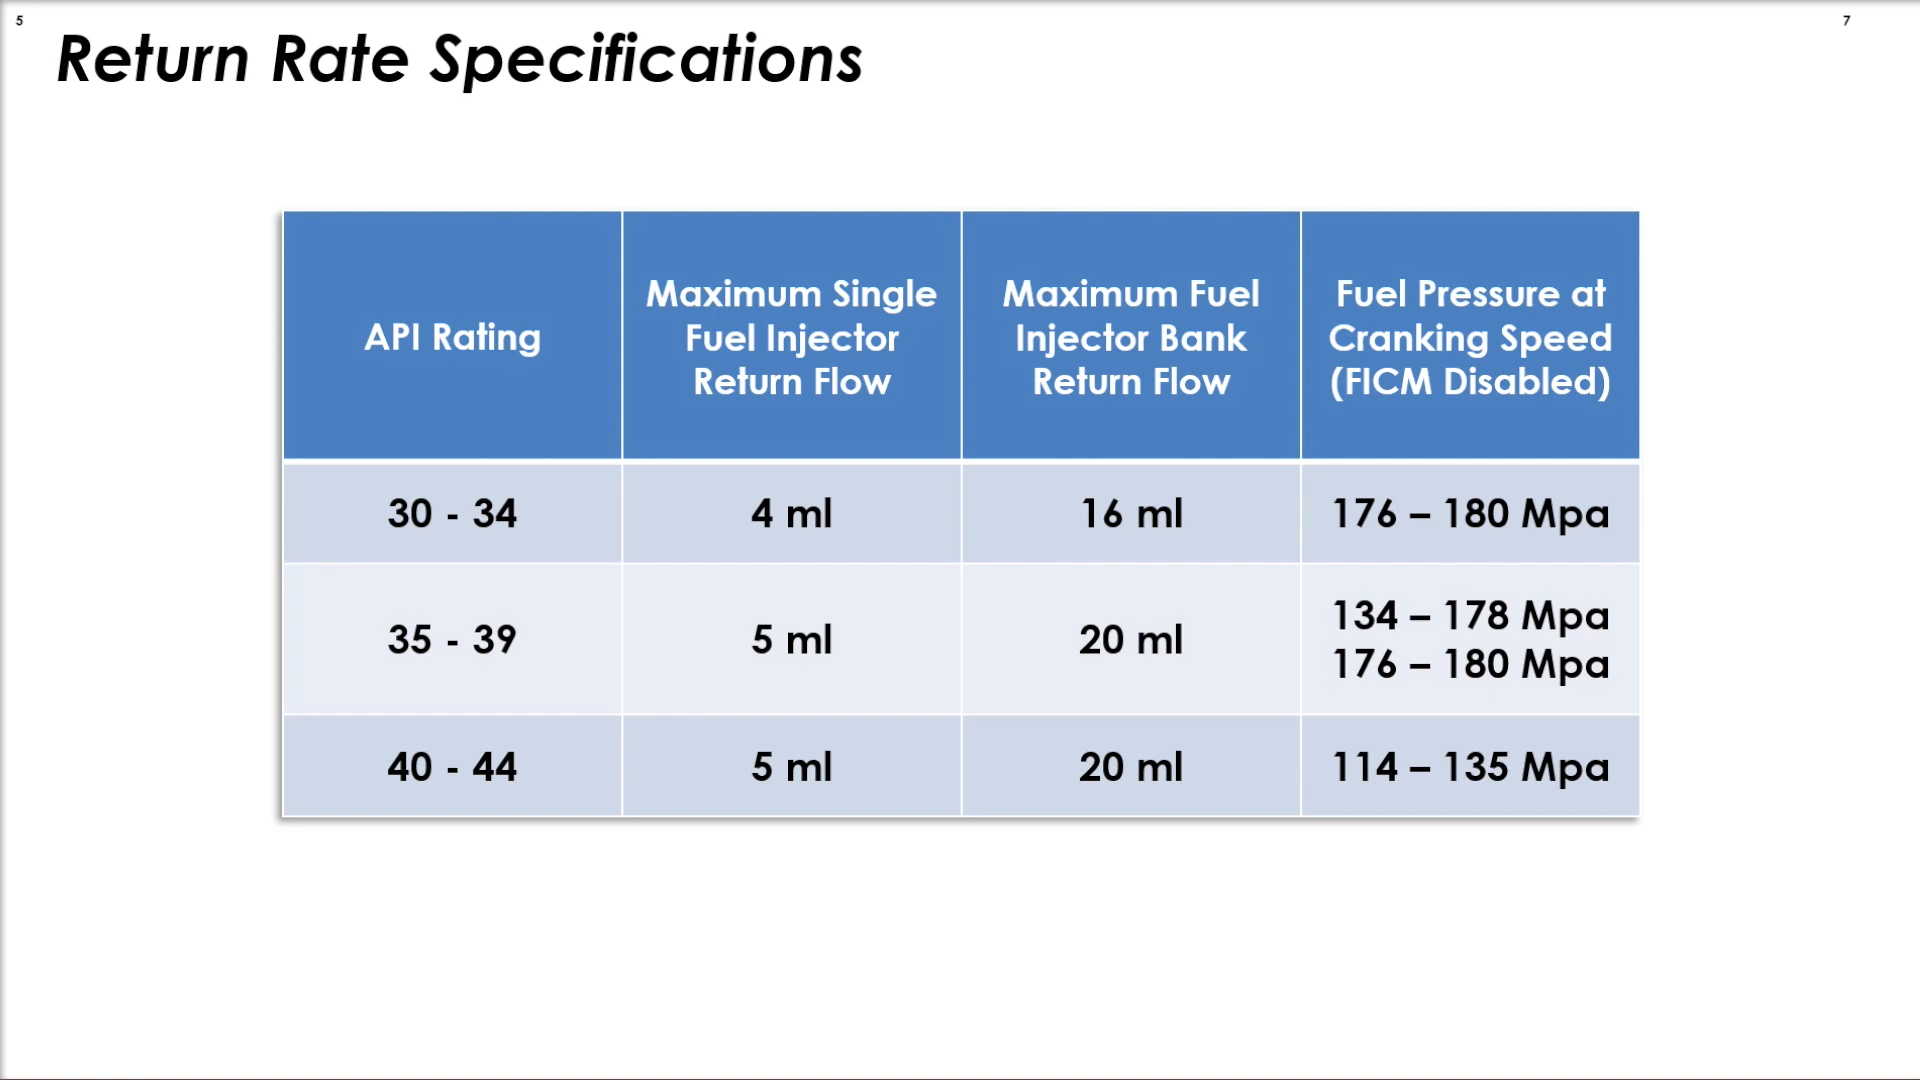 5
7
Return Rate Specifications
API Rating
Maximum Single
Fuel Injector
Return Flow
Maximum Fuel
Injector Bank
Return Flow
Fuel Pressure at
Cranking Speed
(FICM Disabled)
30 - 34
4 ml
16 ml
176 – 180 Mpa
35 - 39
5 ml
20 ml
134 – 178 Mpa
176 – 180 Mpa
40 - 44
5 ml
20 ml
114 – 135 Mpa